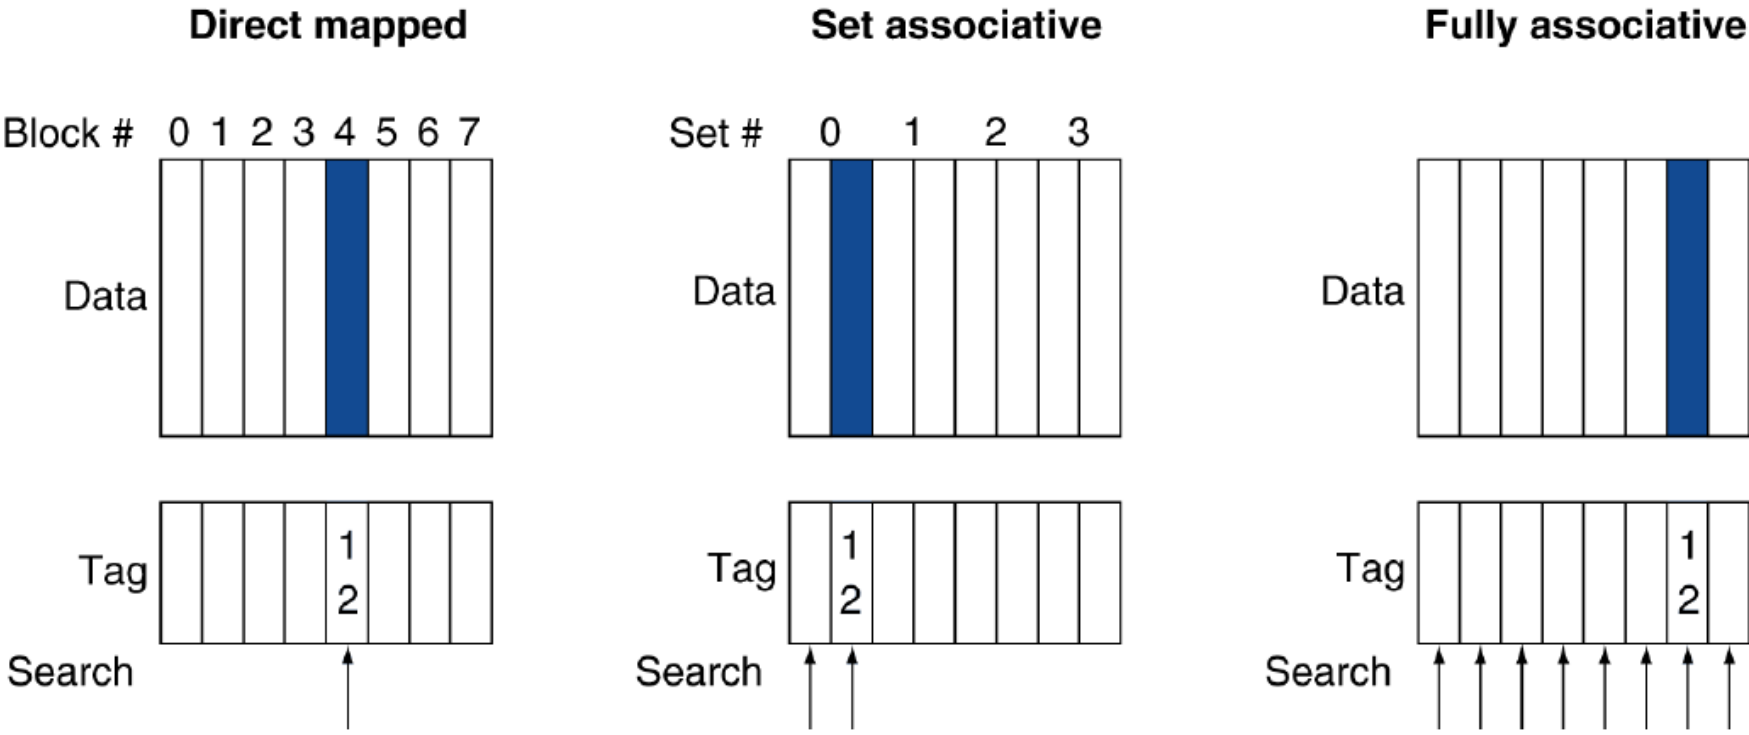 Direct mapped
Block # 0 1 2 3 4 5 6 7
Data
Tag
1
2
Search
Set associative
Set # 0 1 2 3
Data
Tag
1
2
Search
Fully associative
Data
Tag
1
2
Search